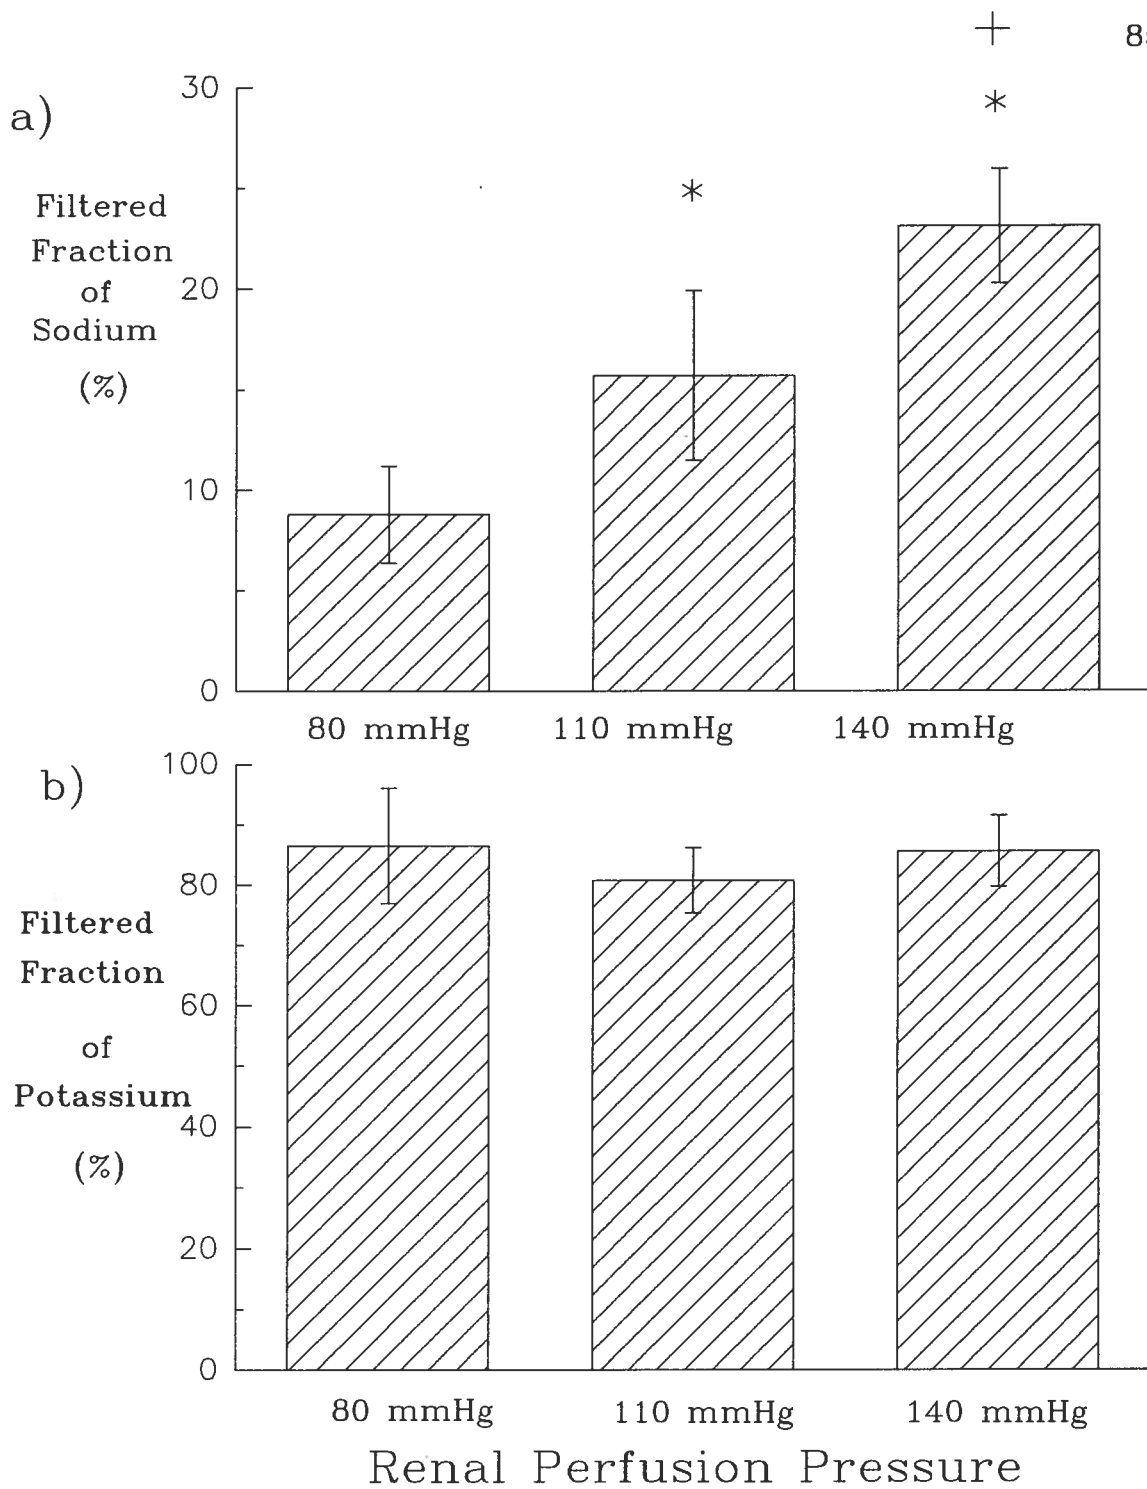 +
a)
30
*
*
Filtered
Fraction
of
Sodium
(%)
20
10
0
80 mmHg
110 mmHg
140 mmHg
b)
100
80
Filtered
Fraction
of
Potassium
(%)
60
40
20
0
80 mmHg
110 mmHg
140 mmHg
Renal Perfusion Pressure